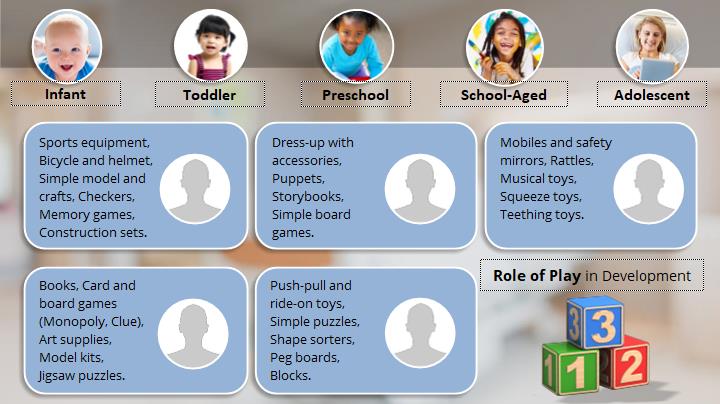 Infant
Toddler
Preschool
School-Aged
Adolescent
Sports equipment,
Bicycle and helmet,
Simple model and
crafts, Checkers,
Memory games,
Construction sets.
Dress-up with
accessories,
Puppets,
Storybooks,
Simple board
games.
Mobiles and safety
mirrors, Rattles,
Musical toys,
Squeeze toys,
Teething toys.
Books, Card and
board games
(Monopoly, Clue),
Art supplies,
Model kits,
Jigsaw puzzles.
Push-pull and
ride-on toys,
Simple puzzles,
Shape sorters,
Peg boards,
Blocks.
Role of Play in Development
3 3
1 1 2